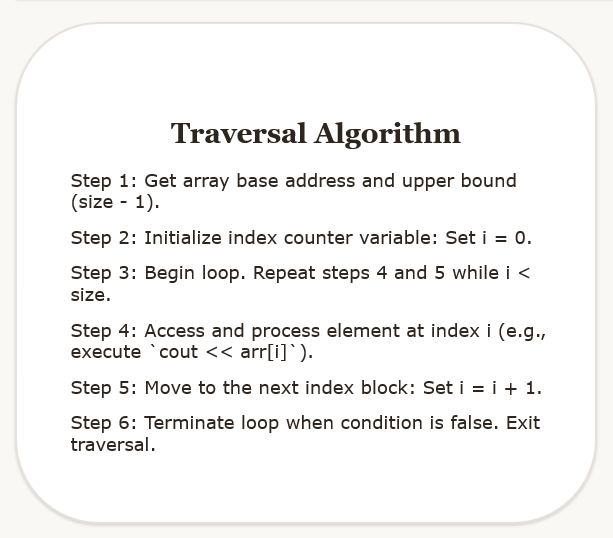 Traversal Algorithm
Step 1: Get array base address and upper bound
(size - 1).
Step 2: Initialize index counter variable: Set i = 0.
Step 3: Begin loop. Repeat steps 4 and 5 while i <
size.
Step 4: Access and process element at index i (e.g.,
execute `cout << arr[i]`).
Step 5: Move to the next index block: Set i = i + 1.
Step 6: Terminate loop when condition is false. Exit
traversal.